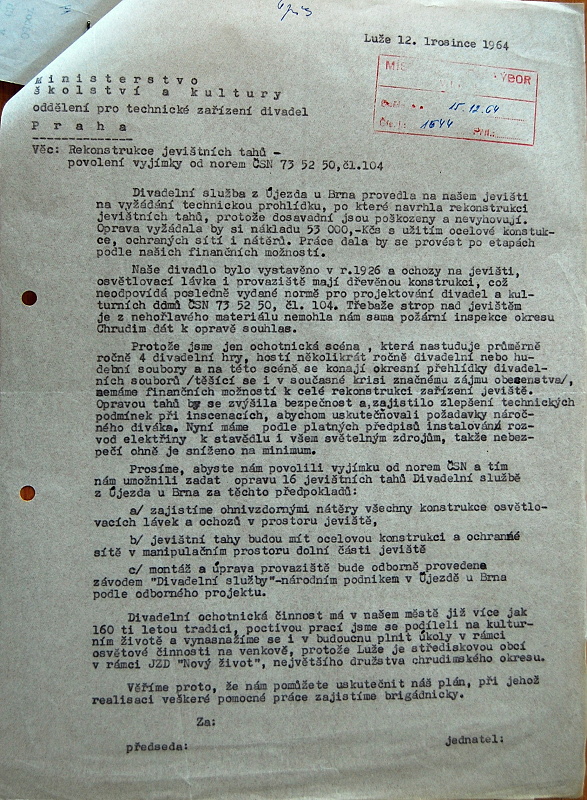 Opis
Luže 12. 1rosince 1964
Ministerstvo
školství a kultury
oddělení pro technické zařízení divadel
Praha
VÝBOR
15.12.64
Čís.: 1544 Příl.:
Věc: Rekonstrukce jevištních tahů -
povolení vyjímky od norem ČSN 73 52 50,čl.104
Divadelní služba z Újezda u Brna provedla na našem jevišti
na vyžádání technickou prohlídku, po které navrhla rekonstrukci
jevištních tahů, protože dosavadní jsou poškozeny a nevyhovují.
Oprava vyžádala by si nákladu 53 000,-Kčs s užitím ocelové konstuk-
ce, ochraných sítí i nátěrů. Práce dala by se provést po etapách
podle našich finančních možností.
Naše divadlo bylo vystavěno v r.1926 a ochozy na jevišti,
osvětlovací lávka i provaziště mají dřevěnou konstrukci, což
neodpovídá posledně vydané normě pro projektování divadel a kul-
turních domů ČSN 73 52 50, čl. 104. Třebaže strop nad jevištěm
je z nehořlavého materiálu nemohla nám sama požární inspekce okresu
Chrudim dát k opravě souhlas.
Protože jsme jen ochotnická scéna , která nastuduje průměrně
ročně 4 divadelní hry, hostí několikrát ročně divadelní nebo hu-
dební soubory a na této scéně se konají okresní přehlídky divadel-
ních souborů /těšící se i v současné krisi značnému zájmu obecenstva/,
nemáme finančních možností k celé rekonstrukci zařízení jeviště.
Opravou tahů by se zvýšila bezpečnost a,zajistilo zlepšení technických
podmínek při inscenacích, abychom uskutečňovali požadavky nároč-
ného diváka. Nyní máme podle platných předpisů instalování roz-
vod elektřiny k stavědlu i všem světelným zdrojům, takže nebez-
pečí ohně je sníženo na minimum.
Prosíme, abyste nám povolili vyjímku od norem ČSN a tím
nám umožnili zadat opravu 16 jevištních tahů Divadelní službě
z Újezda u Brna za těchto předpokladů:
a/ zajistíme ohnivzdornými nátěry všechny konstrukce osvětlo-
vacích lávek a ochozů v prostoru jeviště,
b/ jevištní tahy budou mít ocelovou konstrukci a ochranné
sítě v manipulačním prostoru dolní části jeviště
c/ montáž a úprava provaziště bude odborně provedena
závodem "Divadelní služby"-národním podnikem v Újezdě u Brna
podle odborného projektu.
Divadelní ochotnická činnost má v našem městě již více jak
160 ti letou tradici, poctivou prací jsme se podíleli na kultur-
ním životě a vynasnažíme se i v budoucnu plnit úkoly v rámci
osvětové činnosti na venkově, protože Luže je střediskovou obcí
v rámci JZD "Nový život", největšího družstva chrudimského okresu.
Věříme proto, že nám pomůžete uskutečnit náš plán, při jehož
realisaci veškeré pomocné práce zajistíme brigádnicky.
Za:
předseda: jednatel: